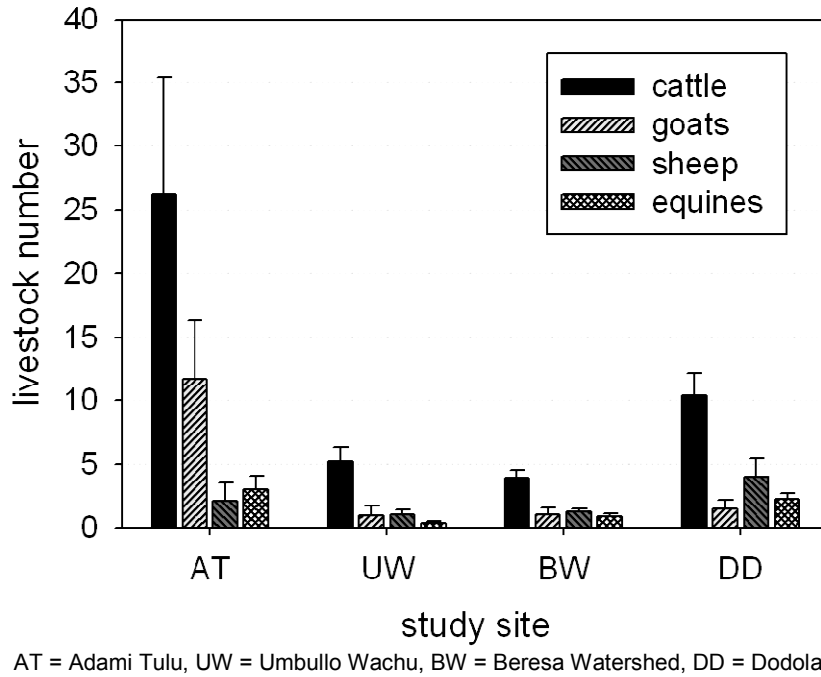 40
35
30
25
20
15
10
5
0
livestock number
cattle
goats
sheep
equines
AT UW BW DD
study site
AT = Adami Tulu, UW = Umbullo Wachu, BW = Beresa Watershed, DD = Dodola